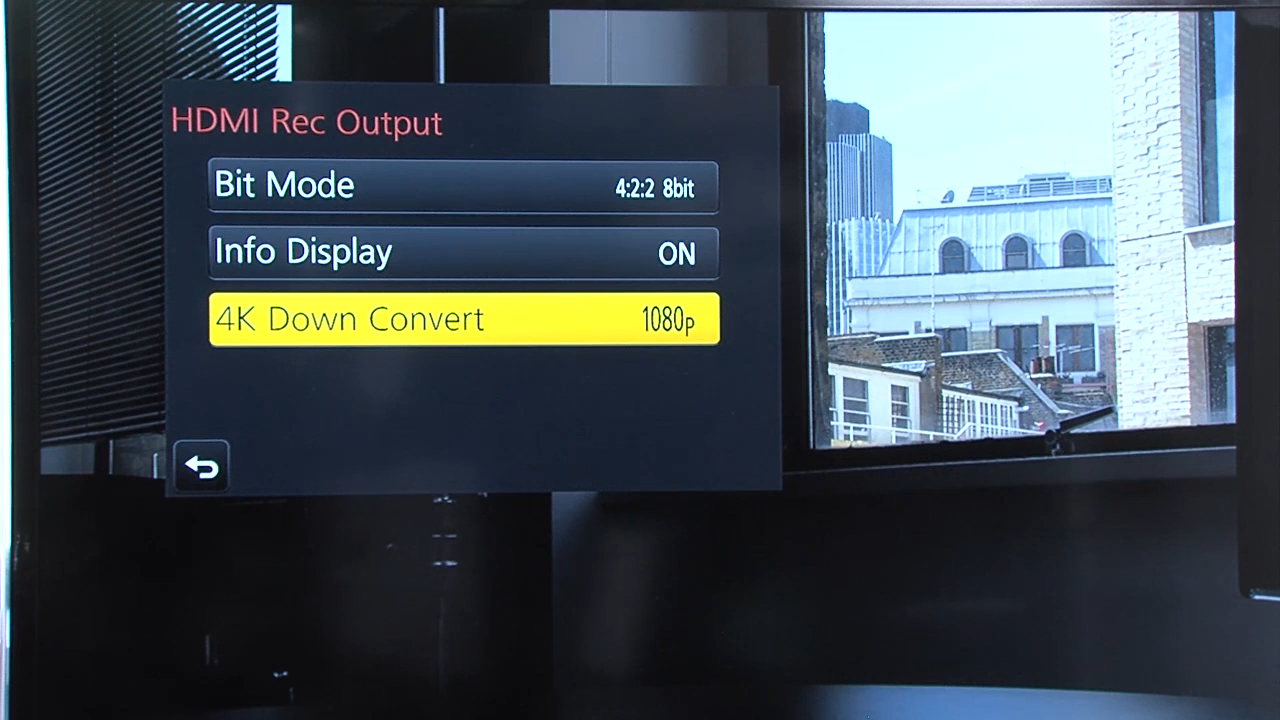 HDMI Rec Output
Bit Mode 4:2:2 8bit
Info Display ON
4K Down Convert 1080p